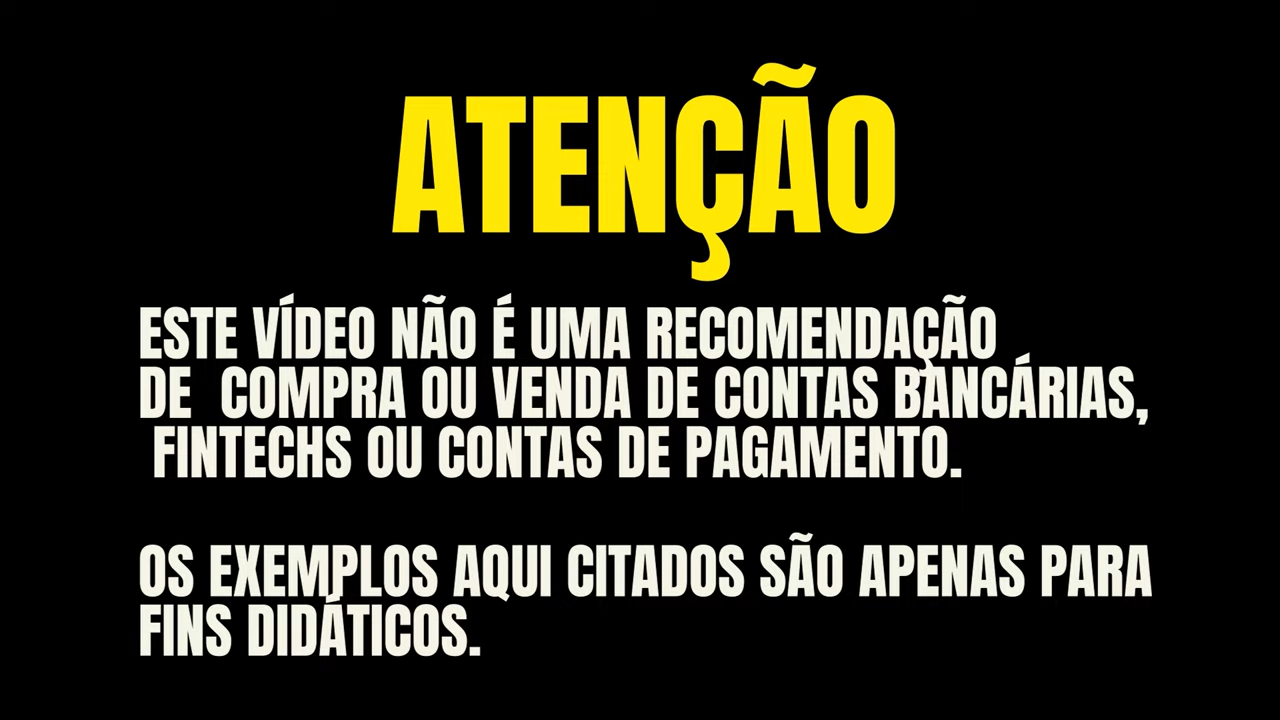 ATENÇÃO
ESTE VÍDEO NÃO É UMA RECOMENDAÇÃO
DE COMPRA OU VENDA DE CONTAS BANCÁRIAS,
FINTECHS OU CONTAS DE PAGAMENTO.
OS EXEMPLOS AQUI CITADOS SÃO APENAS PARA
FINS DIDÁTICOS.